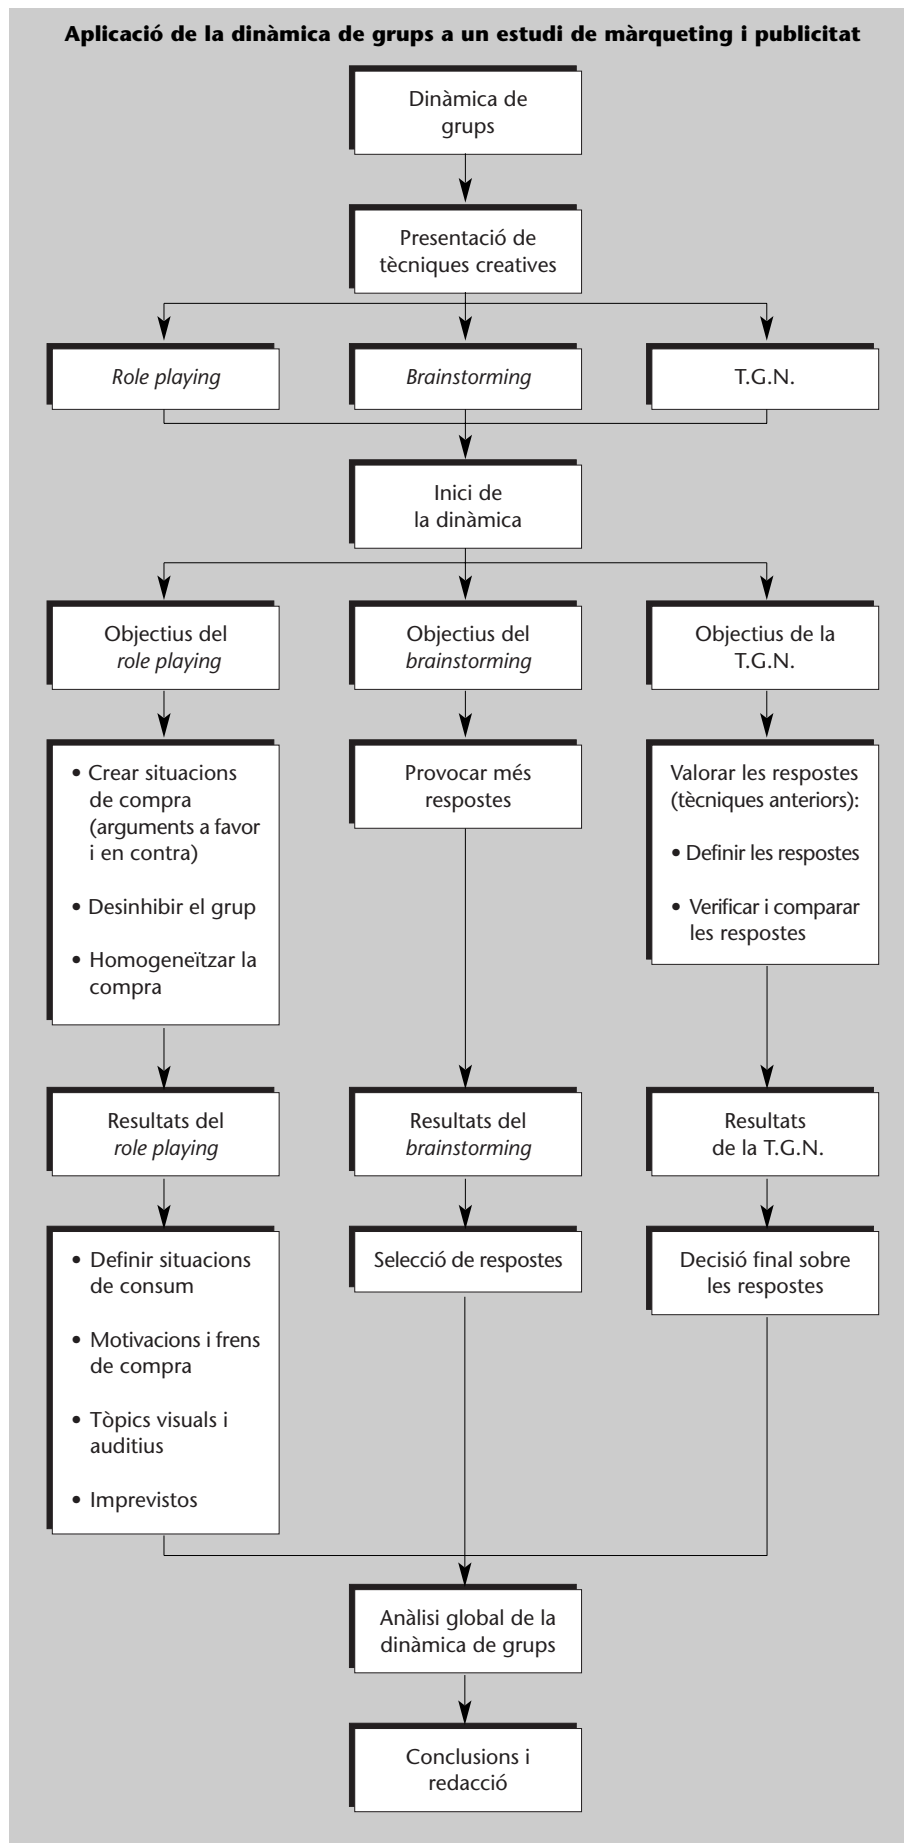 Aplicació de la dinàmica de grups a un estudi de màrqueting i publicitat
Dinàmica de
grups
Presentació de
tècniques creatives
Role playing
Brainstorming
T.G.N.
Inici de
la dinàmica
Objectius del
role playing
Objectius del
brainstorming
Objectius de la
T.G.N.
• Crear situacions
de compra
(arguments a favor
i en contra)
• Desinhibir el grup
• Homogeneïtzar la
compra
Provocar més
respostes
Valorar les respostes
(tècniques anteriors):
• Definir les respostes
• Verificar i comparar
les respostes
Resultats del
role playing
Resultats del
brainstorming
Resultats
de la T.G.N.
• Definir situacions
de consum
• Motivacions i frens
de compra
• Tòpics visuals i
auditius
• Imprevistos
Selecció de respostes
Decisió final sobre
les respostes
Anàlisi global de la
dinàmica de grups
Conclusions i
redacció